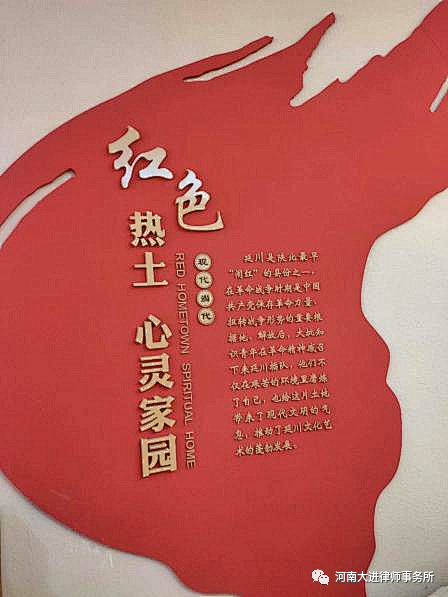 红色
热土 心灵家园
RED HOMETOWN SPIRITUAL HOME
现代当代
延川是陕北最早
“闹红”的县份之一，
在革命战争时期是中国
共产党保存革命力量，
扭转战争形势的重要根
据地。解放后，大批知
识青年在革命精神感召
下来延川插队，他们不
仅在艰苦的环境里磨炼
了自己，也给这片土地
带来了现代文明的气
息，推动了延川文化艺
术的蓬勃发展。
河南大进律师事务所